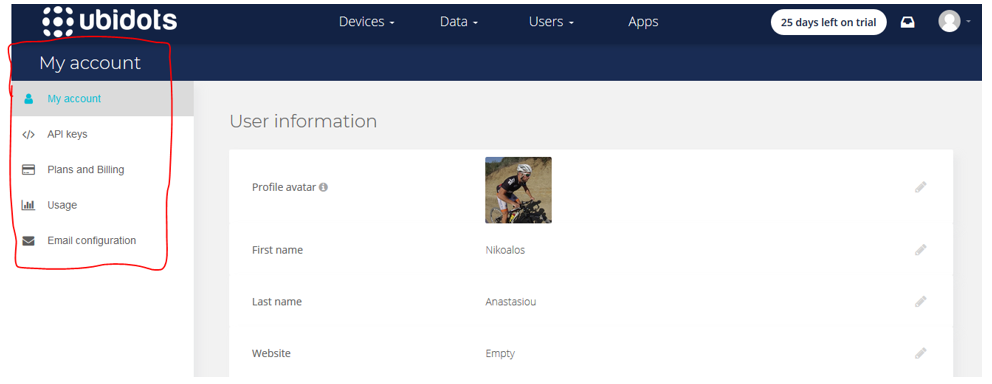 ubidots
Devices
Data
Users
Apps
25 days left on trial
My account
My account
API keys
Plans and Billing
Usage
Email configuration
User information
Profile avatar
First name Nikoalos
Last name Anastasiou
Website Empty